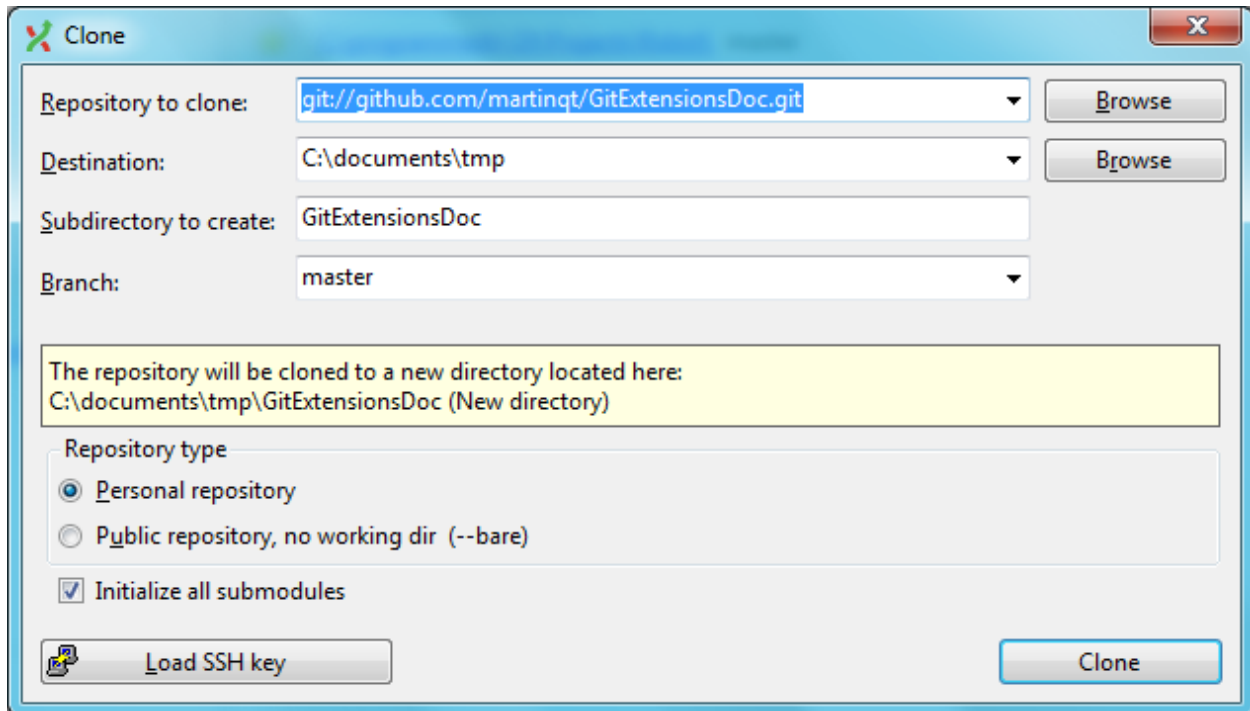 Clone
Repository to clone: git://github.com/martinqt/GitExtensionsDoc.git Browse
Destination: C:\documents\tmp Browse
Subdirectory to create: GitExtensionsDoc
Branch: master
The repository will be cloned to a new directory located here:
C:\documents\tmp\GitExtensionsDoc (New directory)
Repository type
Personal repository
Public repository, no working dir (--bare)
Initialize all submodules
Load SSH key Clone